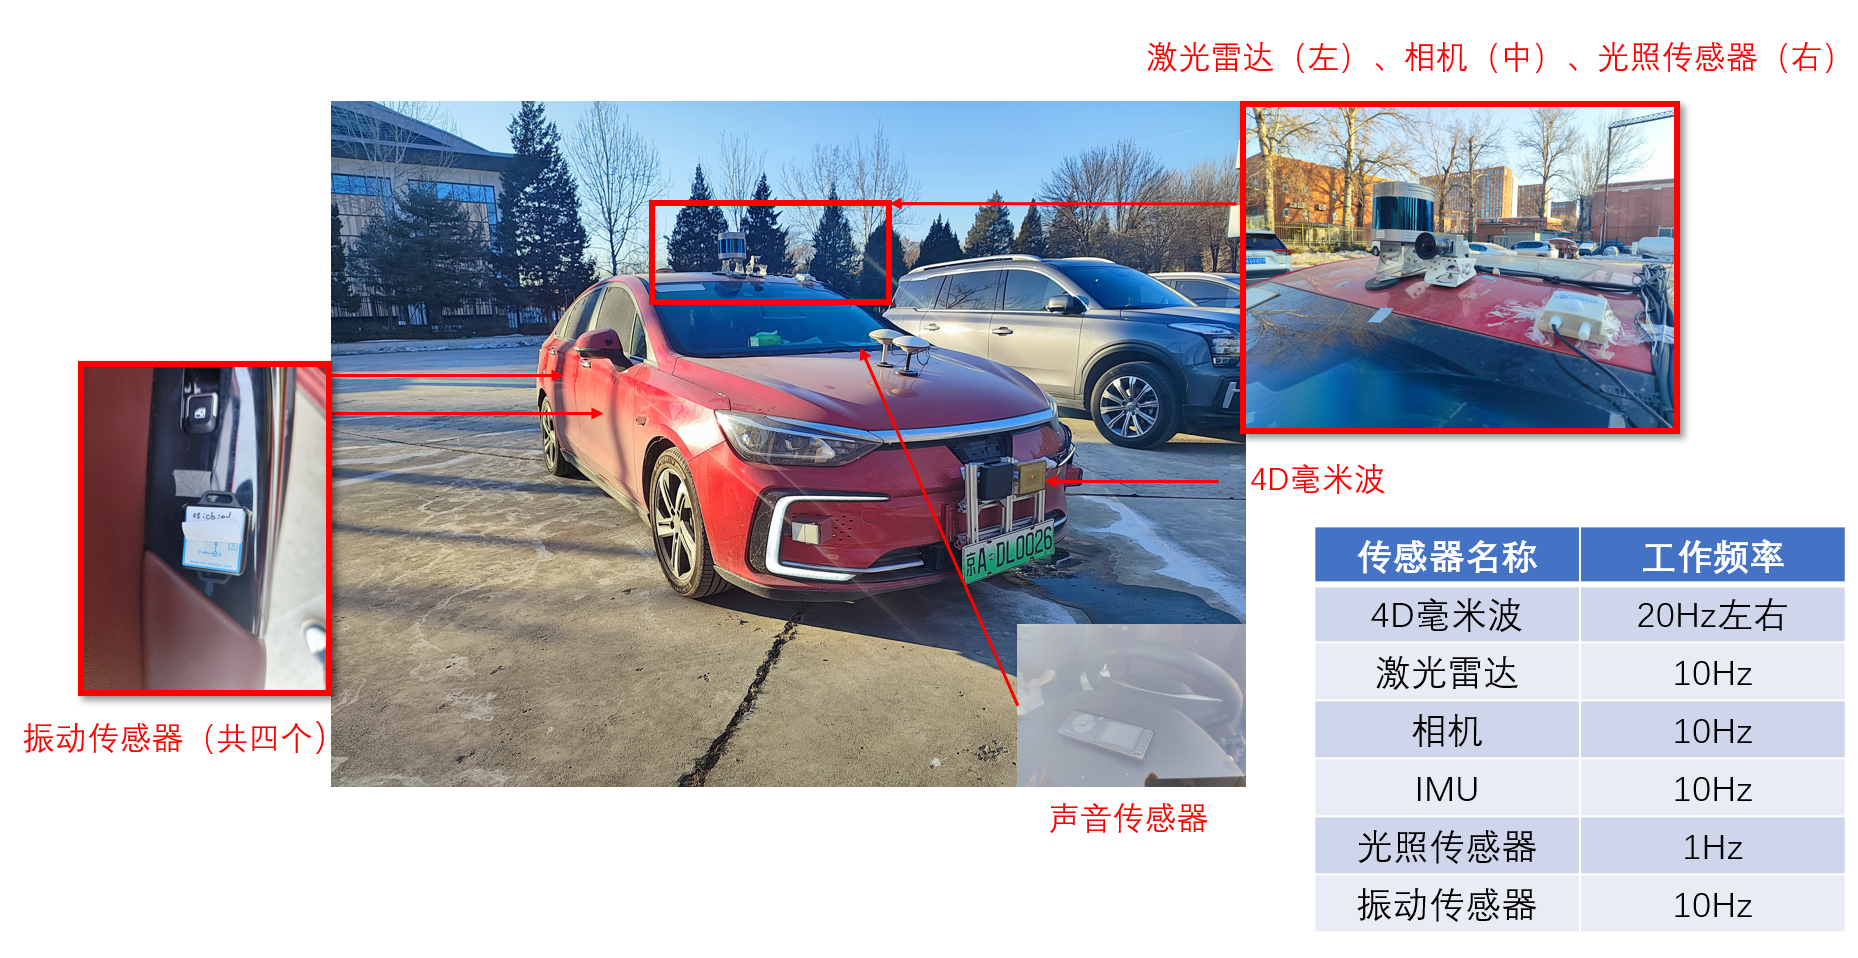 激光雷达（左）、相机（中）、光照传感器（右）
4D毫米波
京A·DL0026
振动传感器（共四个）
声音传感器
传感器名称 工作频率
4D毫米波 20Hz左右
激光雷达 10Hz
相机 10Hz
IMU 10Hz
光照传感器 1Hz
振动传感器 10Hz